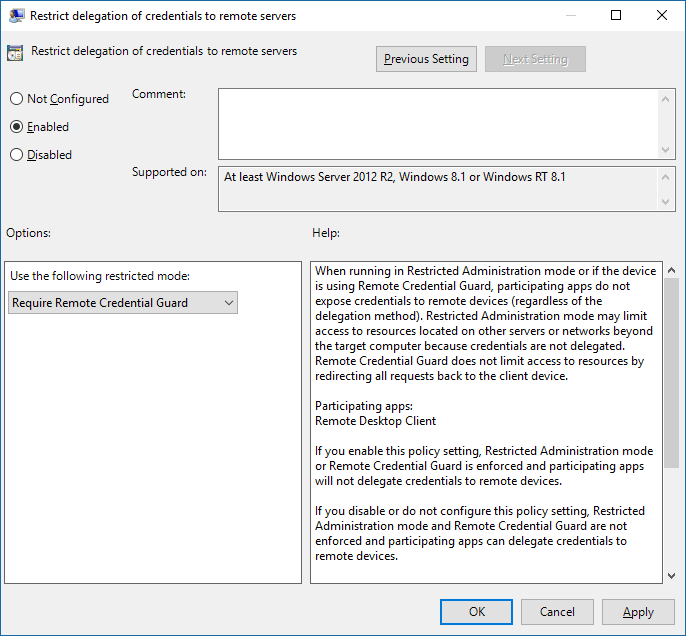 Restrict delegation of credentials to remote servers
Restrict delegation of credentials to remote servers
Previous Setting
Next Setting
Not Configured
Comment:
Enabled
Disabled
Supported on:
At least Windows Server 2012 R2, Windows 8.1 or Windows RT 8.1
Options:
Help:
Use the following restricted mode:
Require Remote Credential Guard
When running in Restricted Administration mode or if the device
is using Remote Credential Guard, participating apps do not
expose credentials to remote devices (regardless of the
delegation method). Restricted Administration mode may limit
access to resources located on other servers or networks beyond
the target computer because credentials are not delegated.
Remote Credential Guard does not limit access to resources by
redirecting all requests back to the client device.
Participating apps:
Remote Desktop Client
If you enable this policy setting, Restricted Administration mode
or Remote Credential Guard is enforced and participating apps
will not delegate credentials to remote devices.
If you disable or do not configure this policy setting, Restricted
Administration mode and Remote Credential Guard are not
enforced and participating apps can delegate credentials to
remote devices.
OK
Cancel
Apply